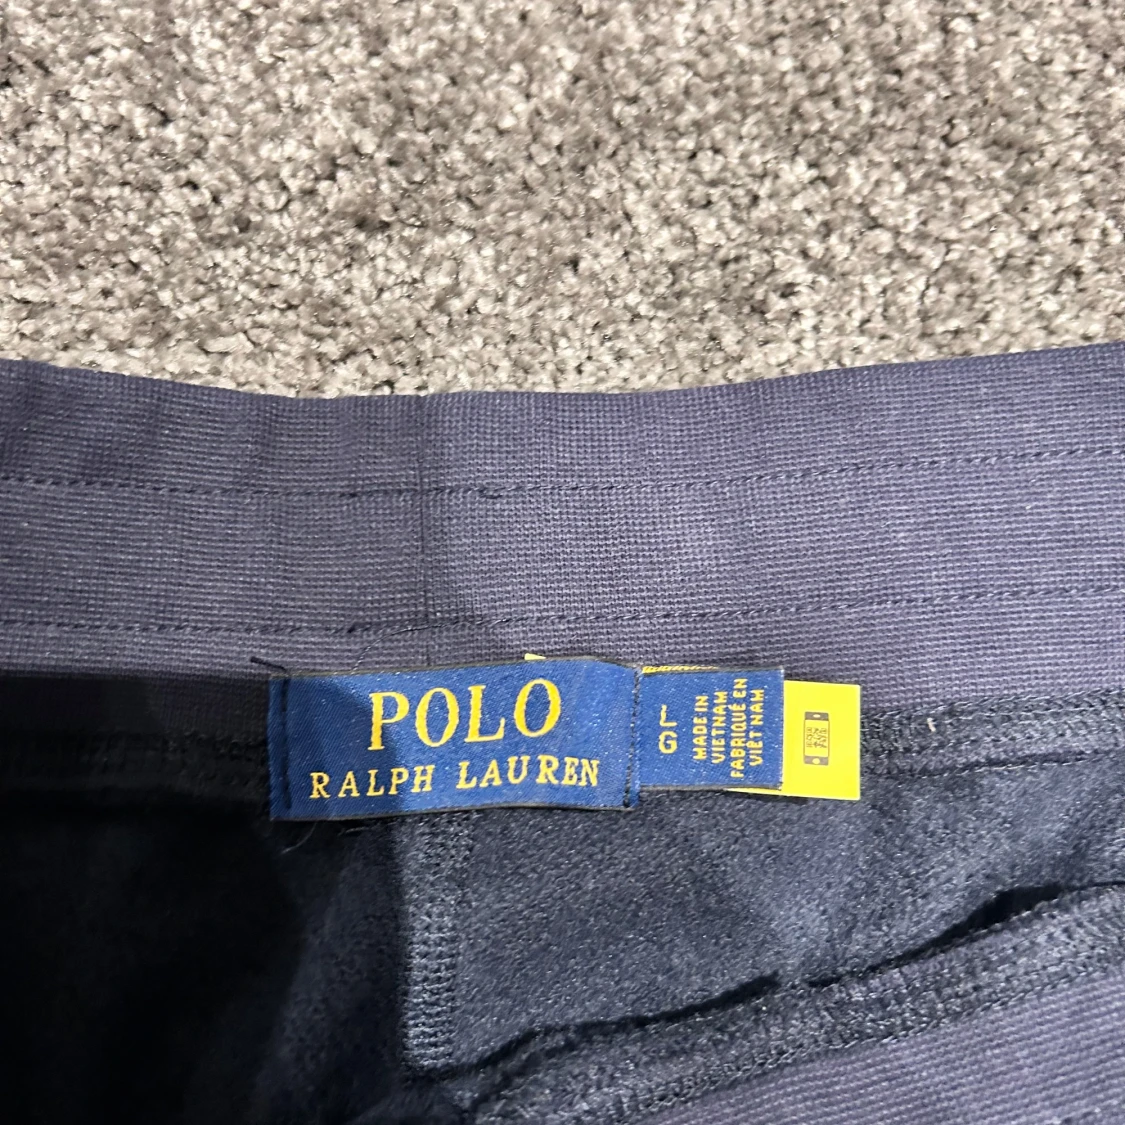 POLO
RALPH LAUREN
L
G
MADE IN
VIETNAM
FABRIQUÉ EN
VIÊT NAM